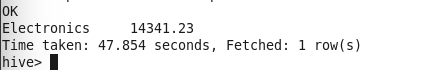 OK
Electronics     14341.23
Time taken: 47.854 seconds, Fetched: 1 row(s)
hive>